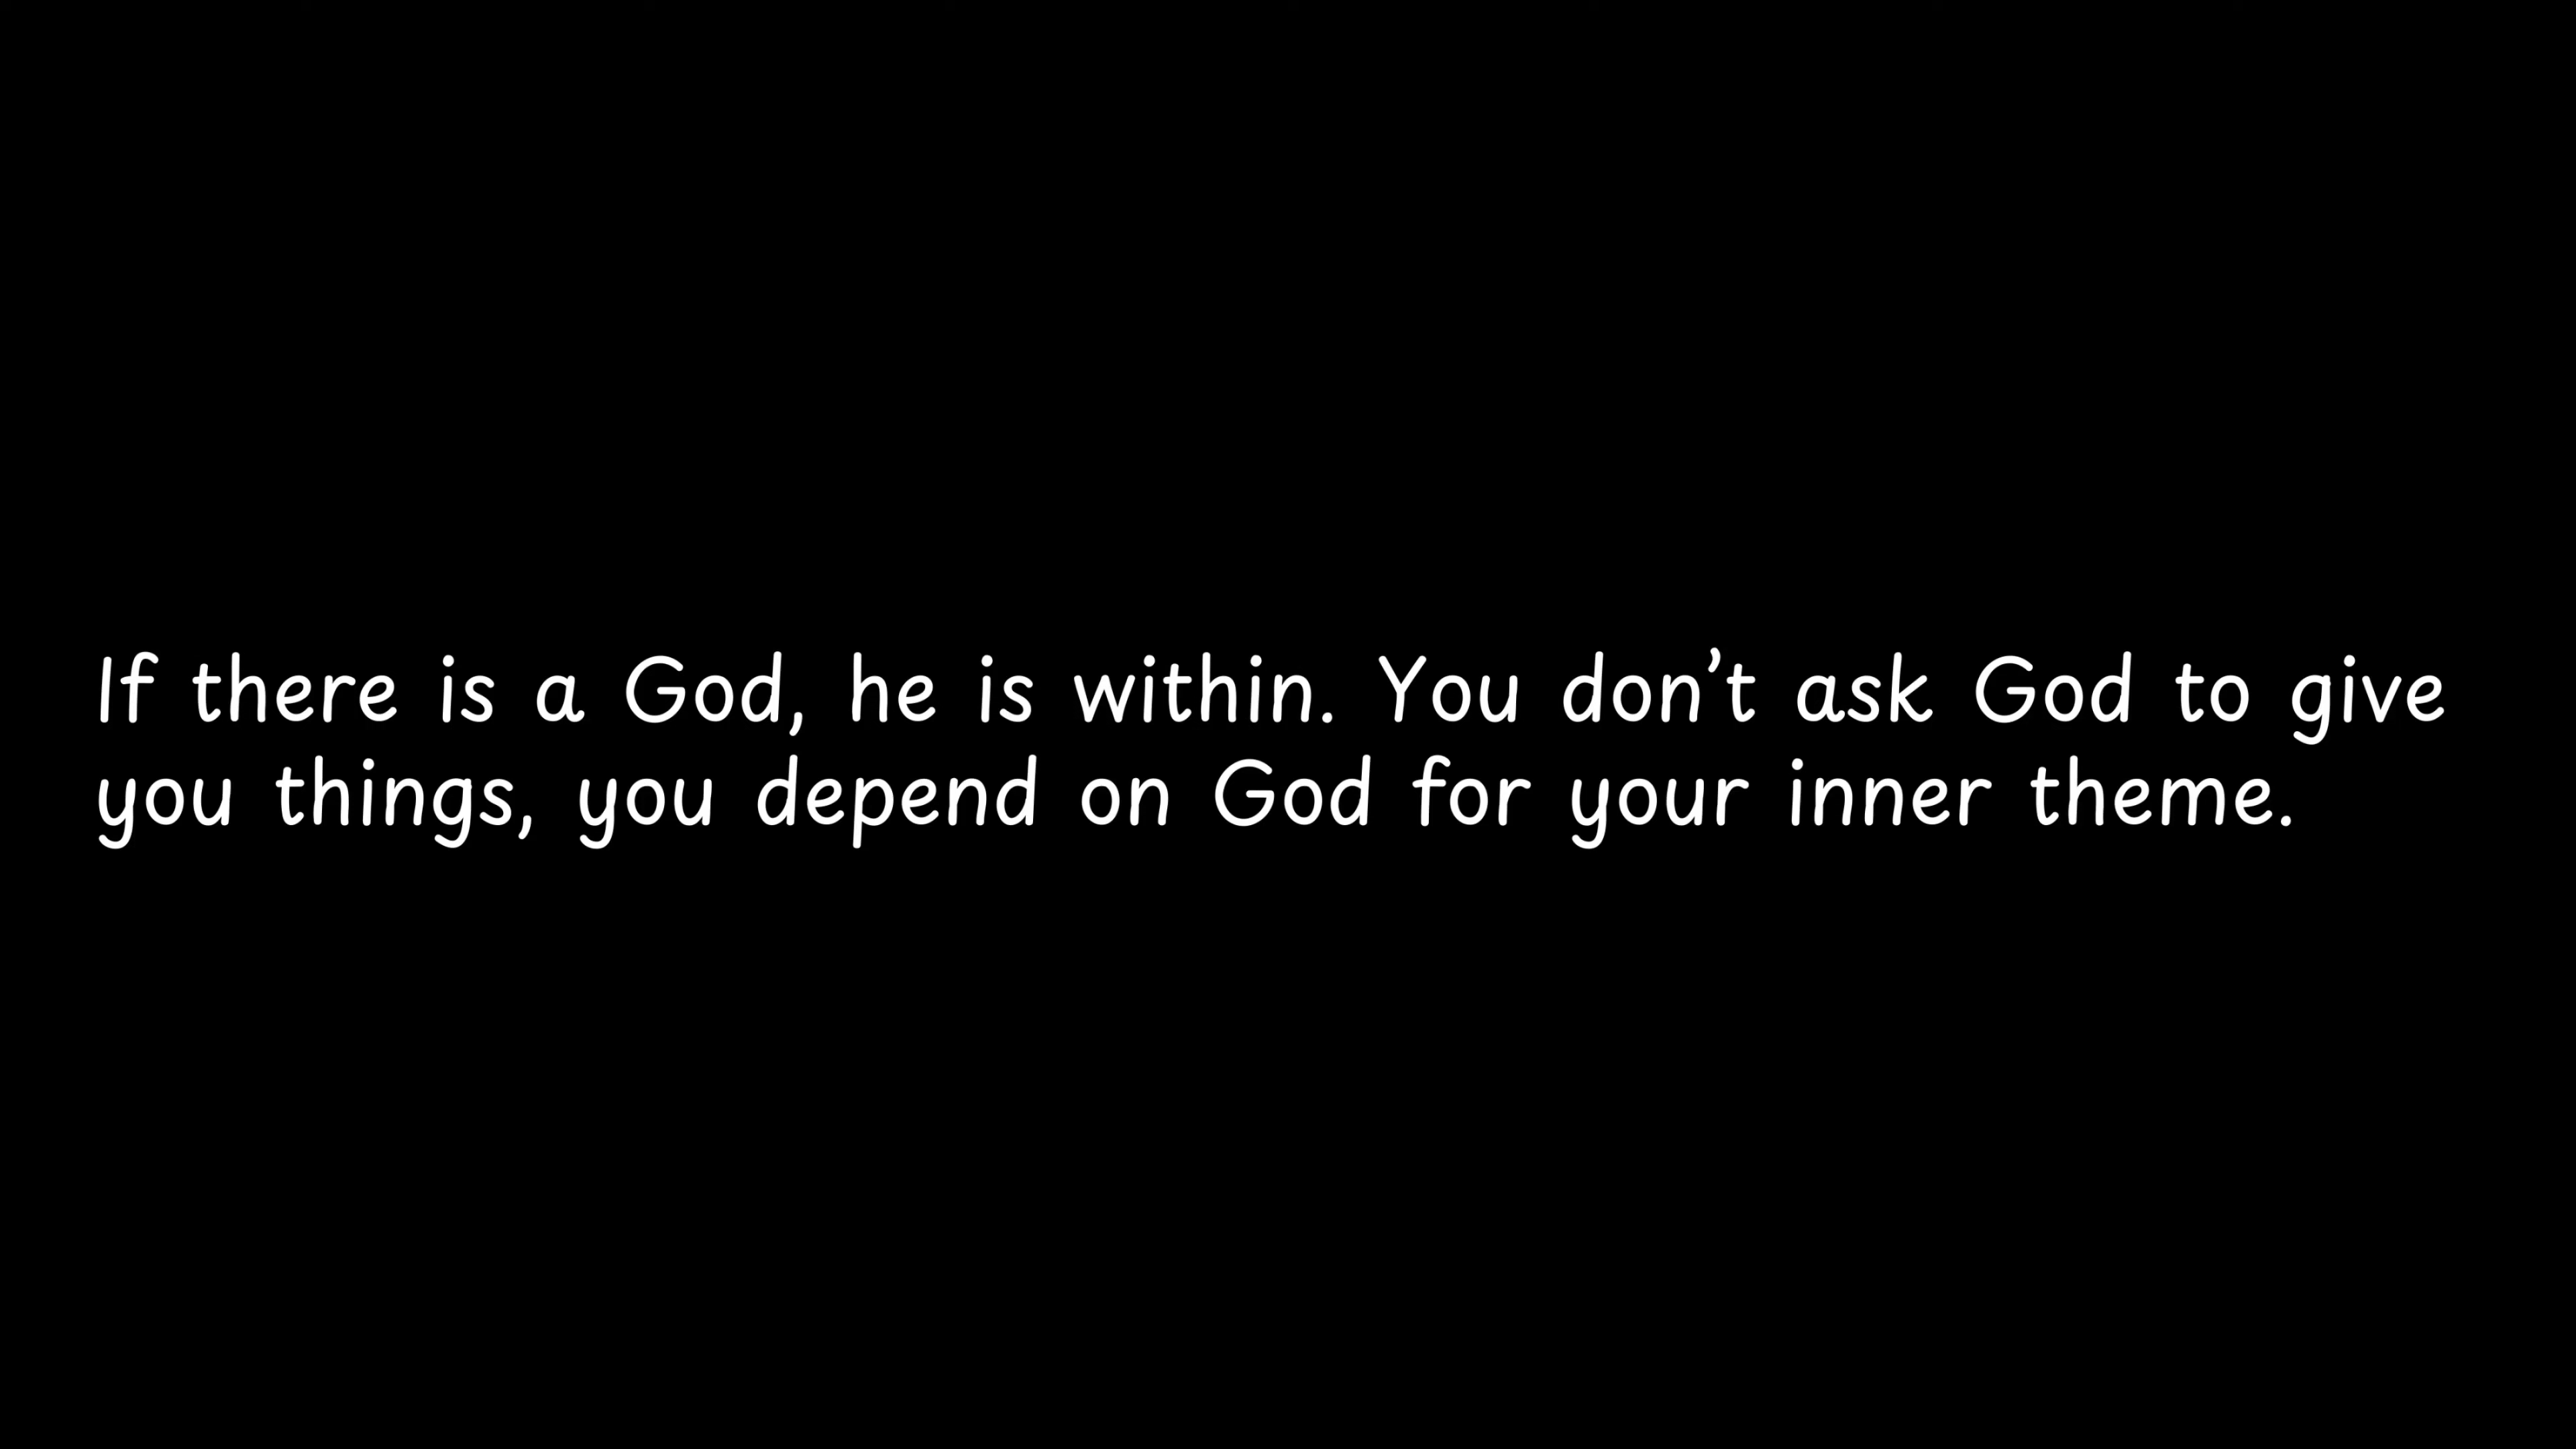 If there is a God, he is within. You don’t ask God to give
you things, you depend on God for your inner theme.